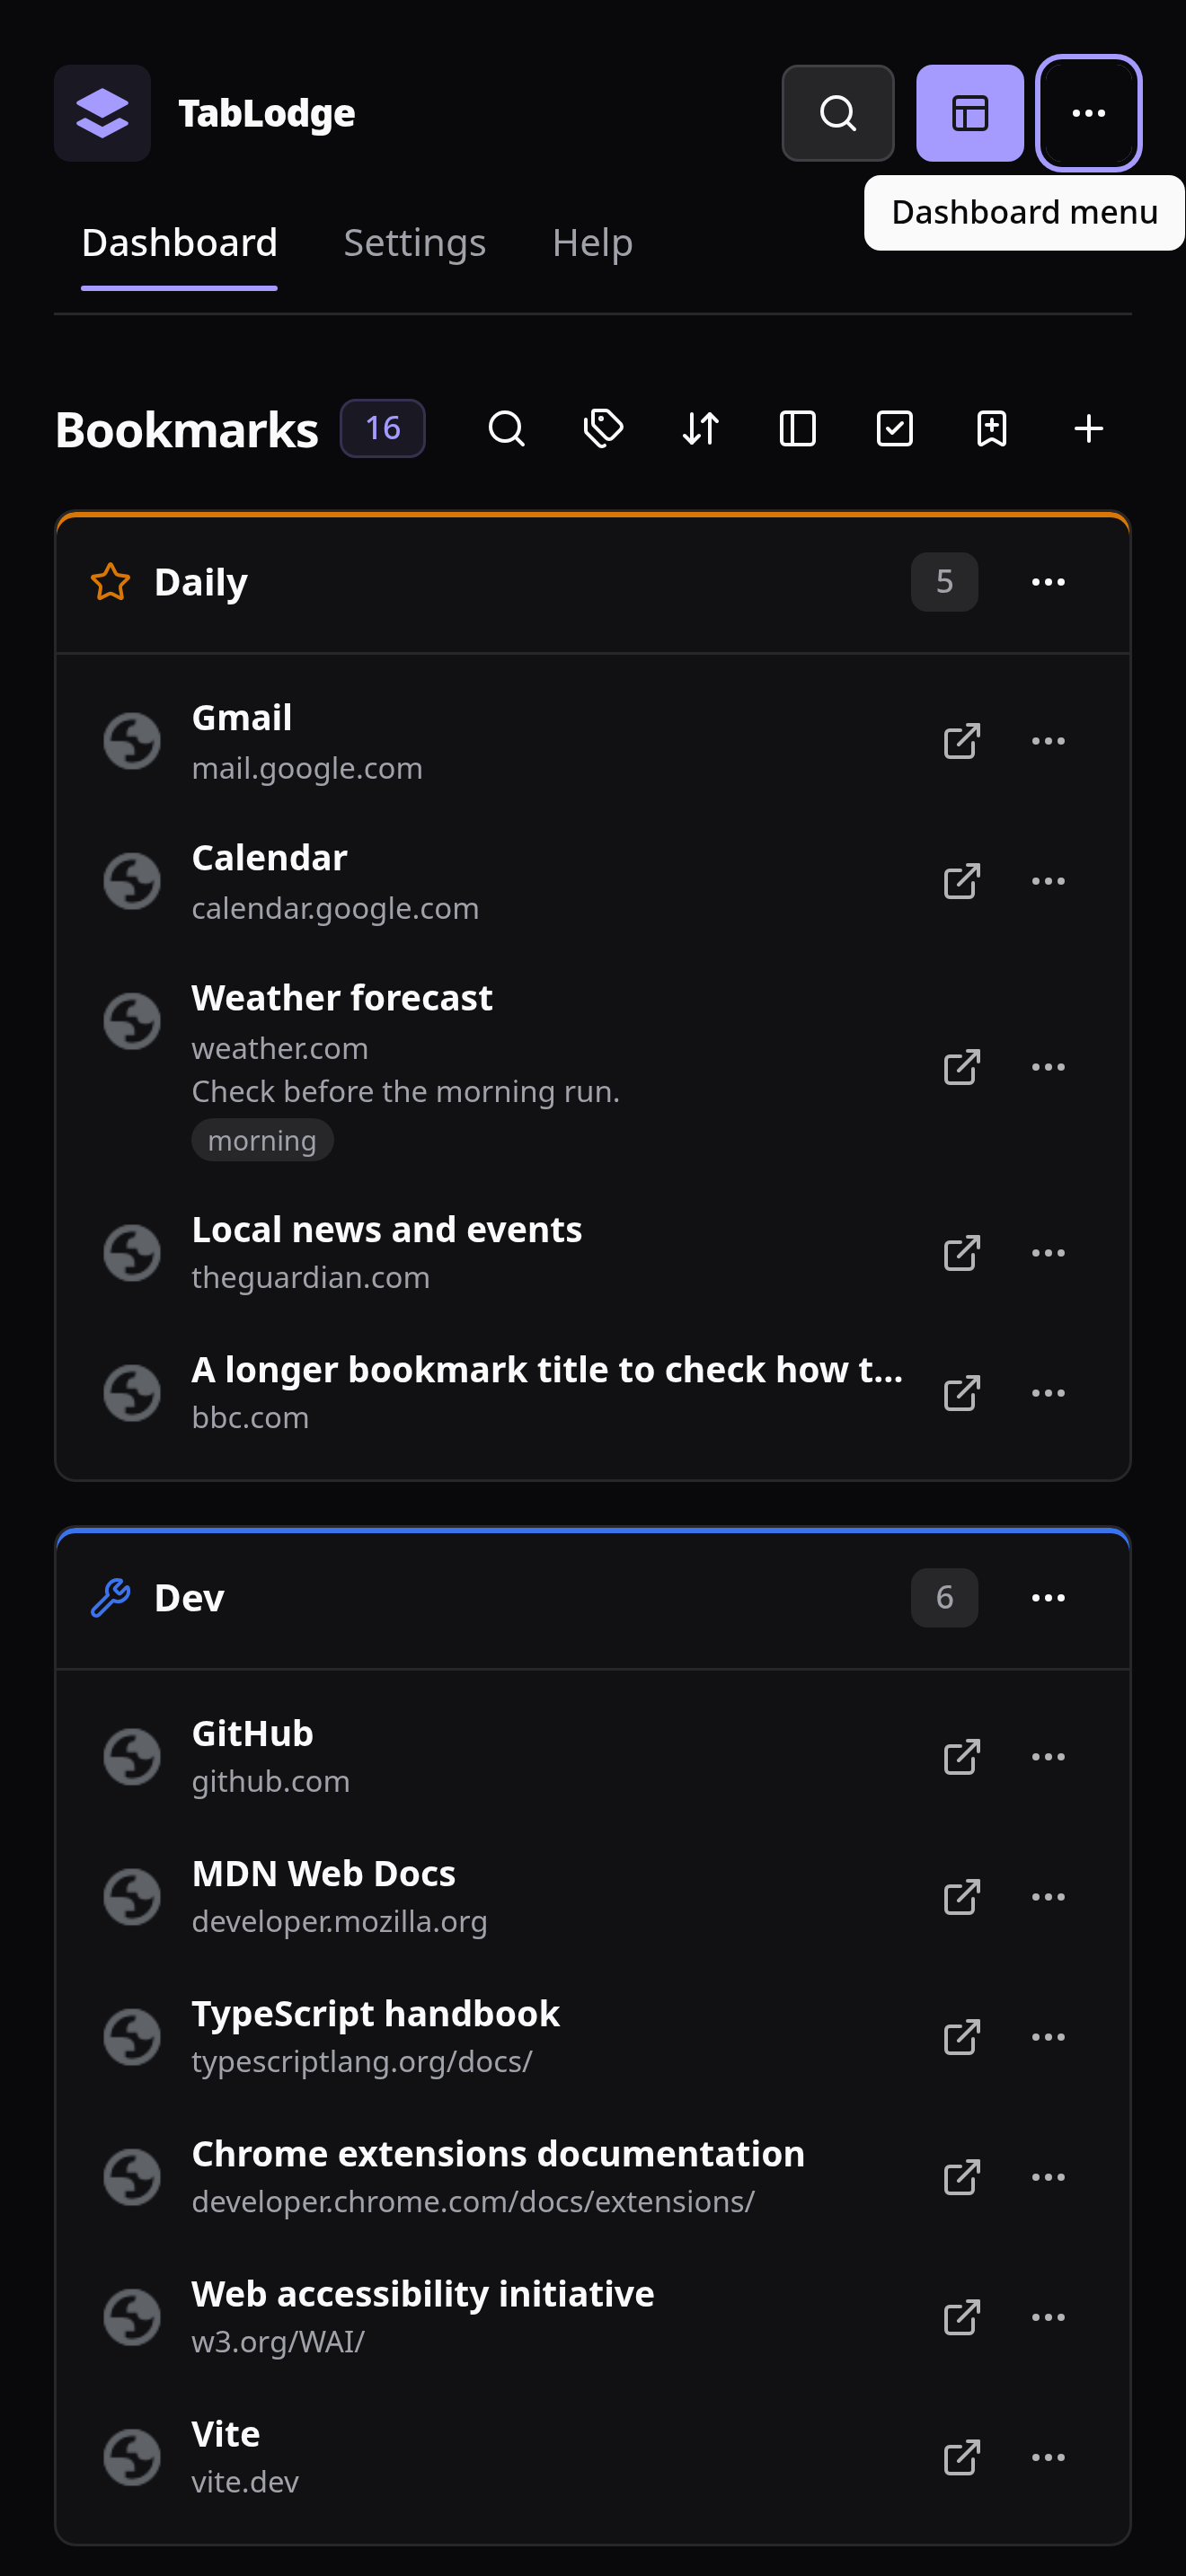 TabLodge
Dashboard menu
Dashboard Settings Help
Bookmarks 16
Daily 5
Gmail
mail.google.com
Calendar
calendar.google.com
Weather forecast
weather.com
Check before the morning run.
morning
Local news and events
theguardian.com
A longer bookmark title to check how t...
bbc.com
Dev 6
GitHub
github.com
MDN Web Docs
developer.mozilla.org
TypeScript handbook
typescriptlang.org/docs/
Chrome extensions documentation
developer.chrome.com/docs/extensions/
Web accessibility initiative
w3.org/WAI/
Vite
vite.dev